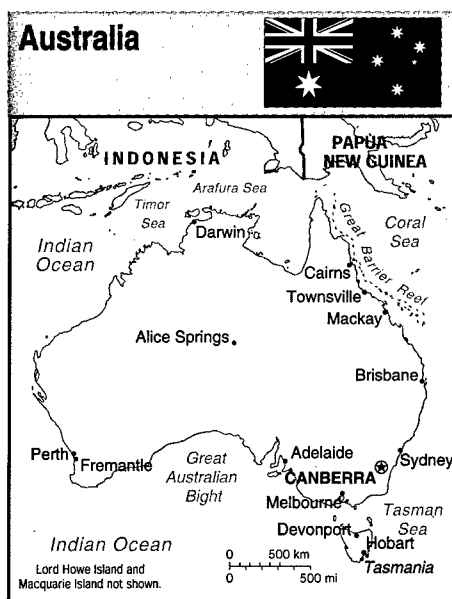 Australia
INDONESIA
PAPUA
NEW GUINEA
Arafura Sea
Timor
Sea
Darwin
Great Barrier Reef
Coral
Sea
Indian
Ocean
Cairns
Townsville
Mackay
Alice Springs
Brisbane
Perth
Fremantle
Great
Australian
Bight
Adelaide
CANBERRA
Sydney
Melbourne
Tasman
Sea
Devonport
Hobart
Tasmania
Indian Ocean
Lord Howe Island and
Macquarie Island not shown.
0 500 km
0 500 mi